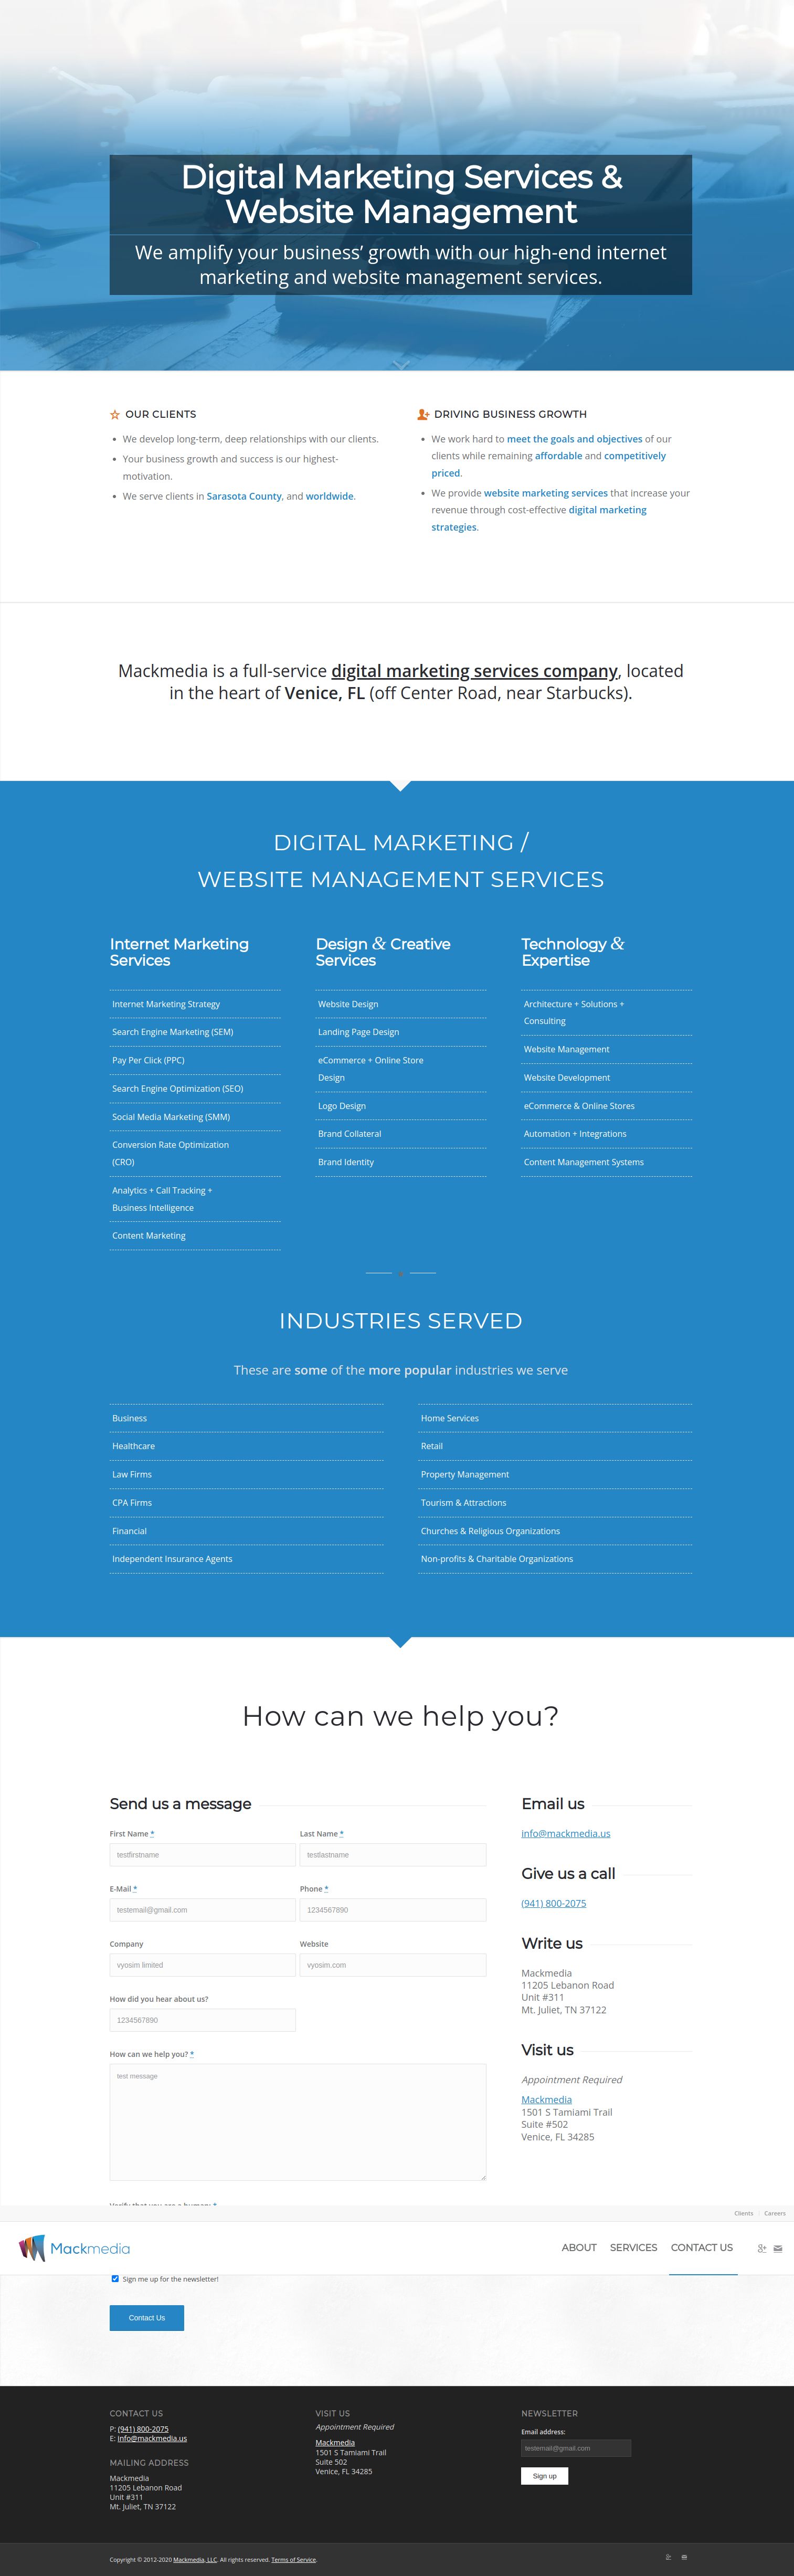 Digital Marketing Services &
Website Management
We amplify your business’ growth with our high-end internet
marketing and website management services.
OUR CLIENTS
We develop long-term, deep relationships with our clients.
Your business growth and success is our highest-
motivation.
We serve clients in Sarasota County, and worldwide.
DRIVING BUSINESS GROWTH
We work hard to meet the goals and objectives of our
clients while remaining affordable and competitively
priced.
We provide website marketing services that increase your
revenue through cost-effective digital marketing
strategies.
Mackmedia is a full-service digital marketing services company, located
in the heart of Venice, FL (off Center Road, near Starbucks).
DIGITAL MARKETING /
WEBSITE MANAGEMENT SERVICES
Internet Marketing
Services
Internet Marketing Strategy
Search Engine Marketing (SEM)
Pay Per Click (PPC)
Search Engine Optimization (SEO)
Social Media Marketing (SMM)
Conversion Rate Optimization
(CRO)
Analytics + Call Tracking +
Business Intelligence
Content Marketing
Design & Creative
Services
Website Design
Landing Page Design
eCommerce + Online Store
Design
Logo Design
Brand Collateral
Brand Identity
Technology &
Expertise
Architecture + Solutions +
Consulting
Website Management
Website Development
eCommerce & Online Stores
Automation + Integrations
Content Management Systems
INDUSTRIES SERVED
These are some of the more popular industries we serve
Business
Healthcare
Law Firms
CPA Firms
Financial
Independent Insurance Agents
Home Services
Retail
Property Management
Tourism & Attractions
Churches & Religious Organizations
Non-profits & Charitable Organizations
How can we help you?
Send us a message
First Name *
Last Name *
testfirstname
testlastname
E-Mail *
Phone *
testemail@gmail.com
1234567890
Company
Website
vyosim limited
vyosim.com
How did you hear about us?
1234567890
How can we help you? *
test message
Verify that you are a human: *
Email us
info@mackmedia.us
Give us a call
(941) 800-2075
Write us
Mackmedia
11205 Lebanon Road
Unit #311
Mt. Juliet, TN 37122
Visit us
Appointment Required
Mackmedia
1501 S Tamiami Trail
Suite #502
Venice, FL 34285
Clients
Careers
Mackmedia
ABOUT
SERVICES
CONTACT US
Sign me up for the newsletter!
Contact Us
CONTACT US
P: (941) 800-2075
E: info@mackmedia.us
MAILING ADDRESS
Mackmedia
11205 Lebanon Road
Unit #311
Mt. Juliet, TN 37122
VISIT US
Appointment Required
Mackmedia
1501 S Tamiami Trail
Suite 502
Venice, FL 34285
NEWSLETTER
Email address:
testemail@gmail.com
Sign up
Copyright © 2012-2020 Mackmedia, LLC. All rights reserved. Terms of Service.